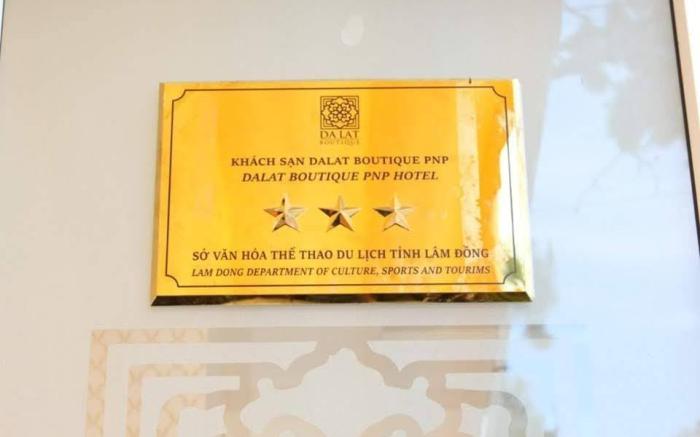 DA LAT
BOUTIQUE
KHÁCH SẠN DALAT BOUTIQUE PNP
DALAT BOUTIQUE PNP HOTEL
SỞ VĂN HÓA THỂ THAO DU LỊCH TỈNH LÂM ĐỒNG
LAM DONG DEPARTMENT OF CULTURE, SPORTS AND TOURIMS